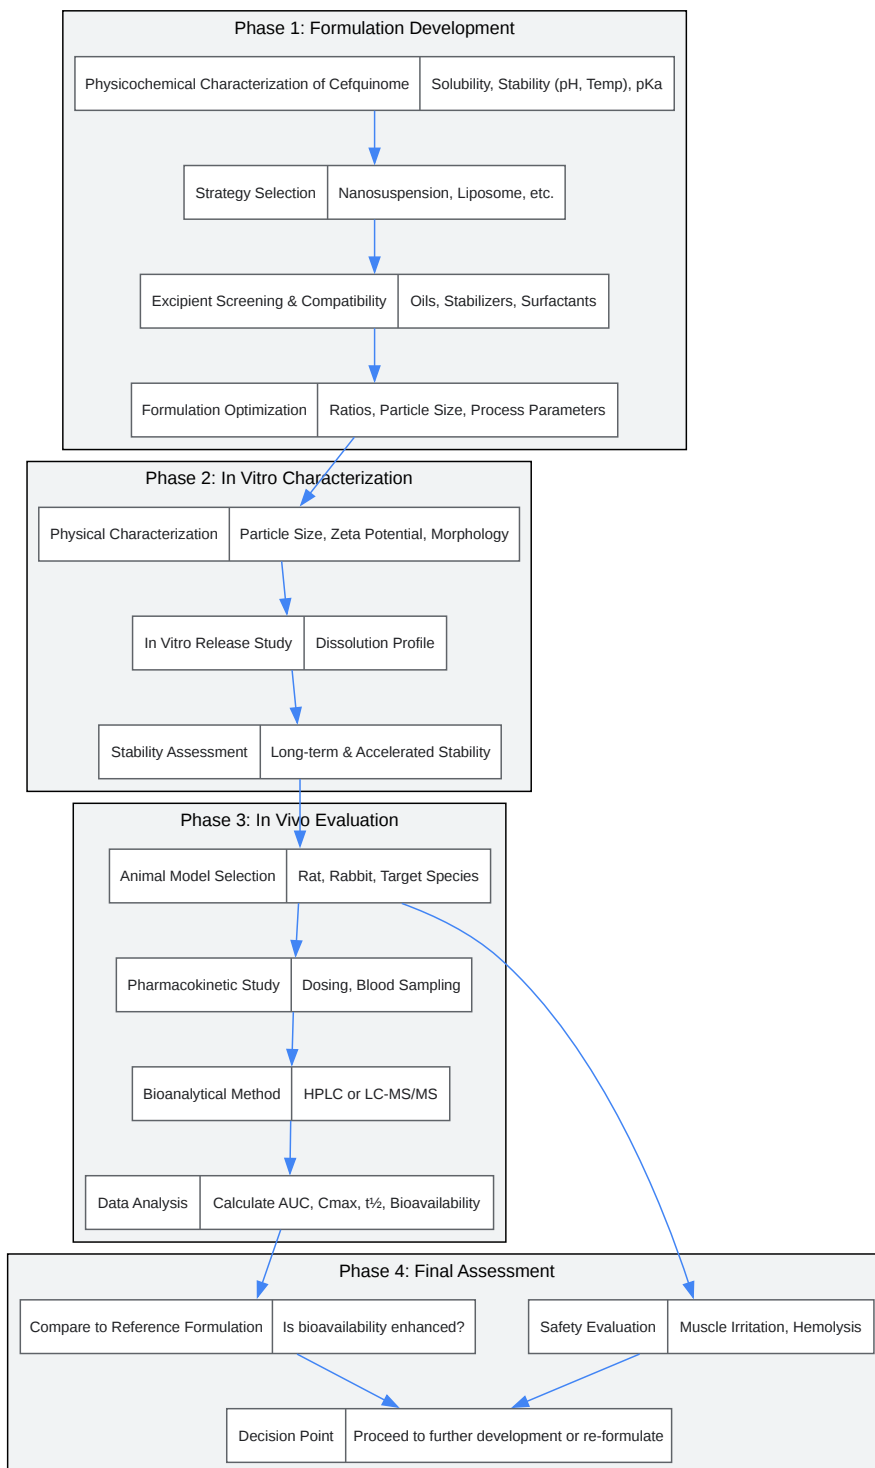 Phase 1: Formulation Development
Physicochemical Characterization of Cefquinome
Solubility, Stability (pH, Temp), pKa
Strategy Selection
Nanosuspension, Liposome, etc.
Excipient Screening & Compatibility
Oils, Stabilizers, Surfactants
Formulation Optimization
Ratios, Particle Size, Process Parameters
Phase 2: In Vitro Characterization
Physical Characterization
Particle Size, Zeta Potential, Morphology
In Vitro Release Study
Dissolution Profile
Stability Assessment
Long-term & Accelerated Stability
Phase 3: In Vivo Evaluation
Animal Model Selection
Rat, Rabbit, Target Species
Pharmacokinetic Study
Dosing, Blood Sampling
Bioanalytical Method
HPLC or LC-MS/MS
Data Analysis
Calculate AUC, Cmax, t½, Bioavailability
Phase 4: Final Assessment
Compare to Reference Formulation
Is bioavailability enhanced?
Safety Evaluation
Muscle Irritation, Hemolysis
Decision Point
Proceed to further development or re-formulate